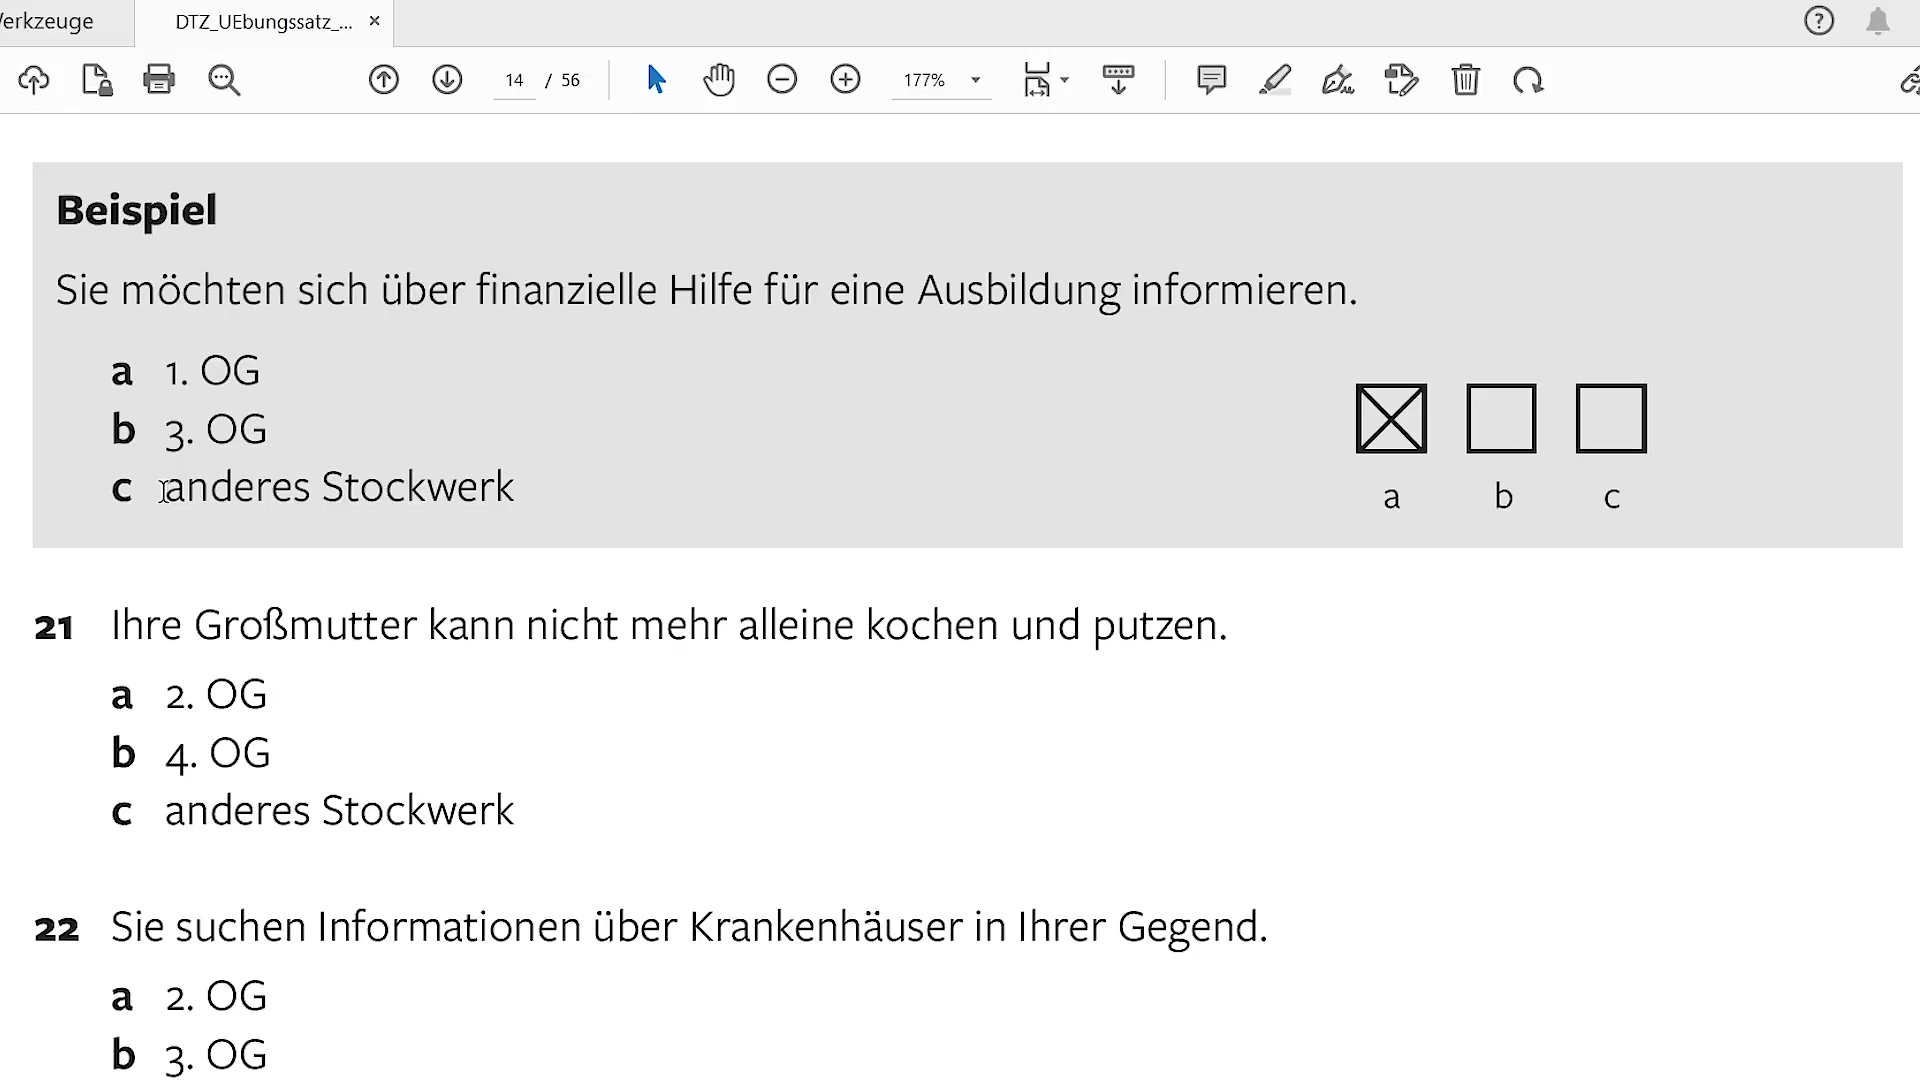 erkzeuge
DTZ_UEbungssatz_... ×
14 / 56
177%
Beispiel
Sie möchten sich über finanzielle Hilfe für eine Ausbildung informieren.
a 1. OG
b 3. OG
c anderes Stockwerk
a b c
21 Ihre Großmutter kann nicht mehr alleine kochen und putzen.
a 2. OG
b 4. OG
c anderes Stockwerk
22 Sie suchen Informationen über Krankenhäuser in Ihrer Gegend.
a 2. OG
b 3. OG